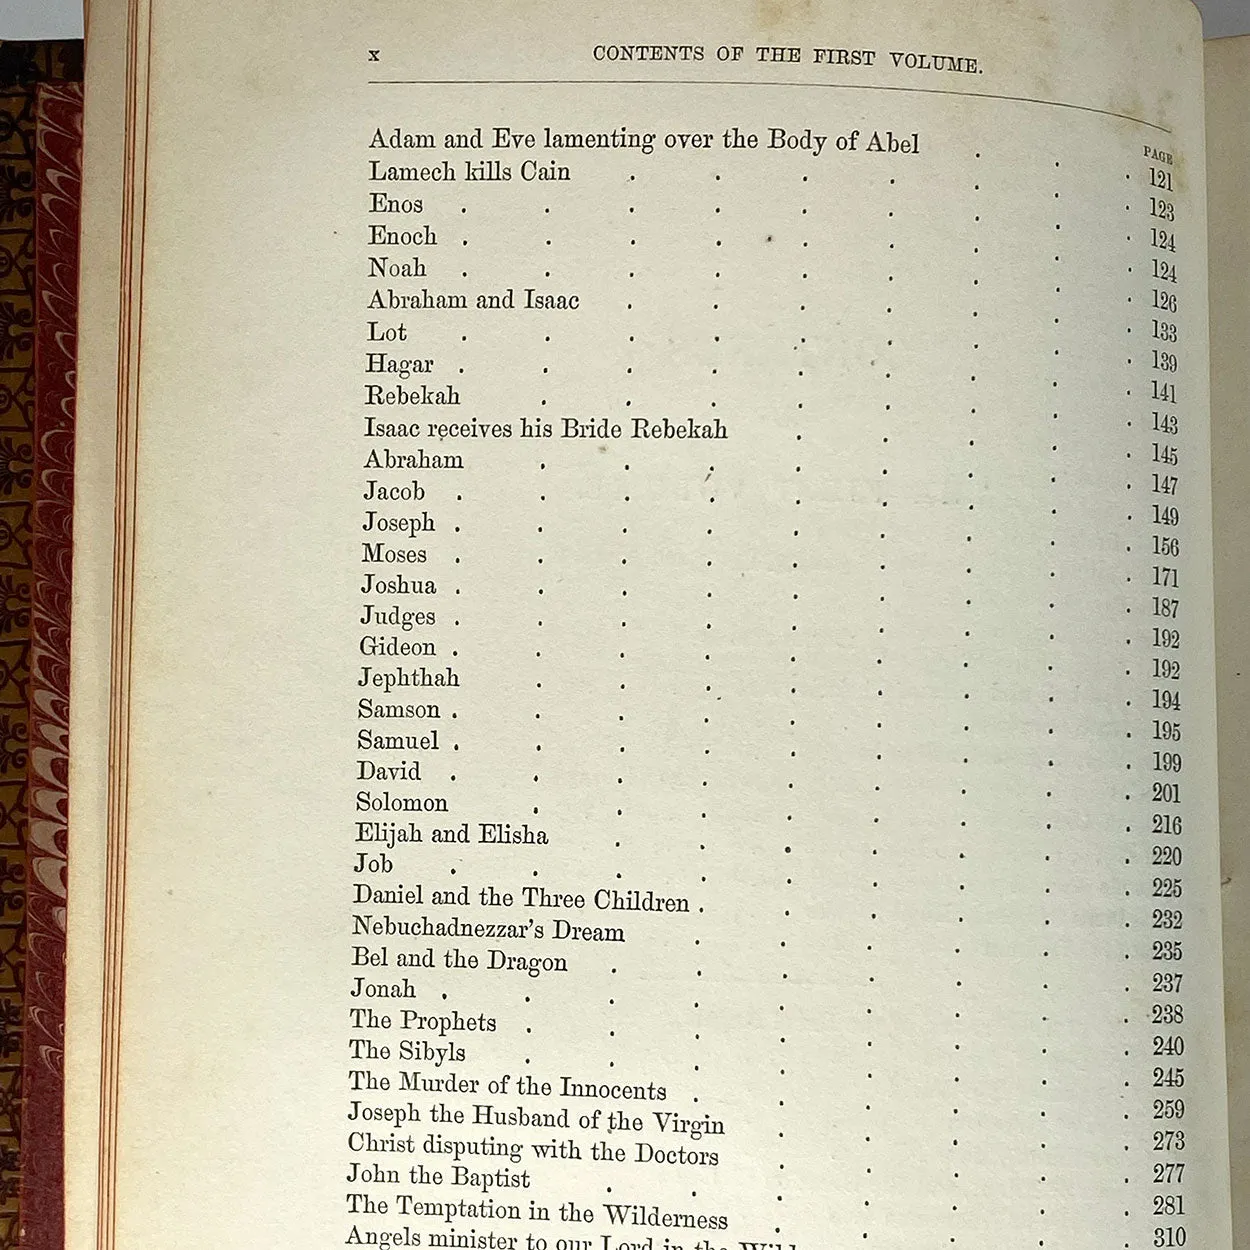 x CONTENTS OF THE FIRST VOLUME.
PAGE
Adam and Eve lamenting over the Body of Abel . . . 121
Lamech kills Cain . . . . . . . 123
Enos . . . . . . . . . 124
Enoch . . . . . . . . . 124
Noah . . . . . . . . . 126
Abraham and Isaac . . . . . . . 133
Lot . . . . . . . . . 139
Hagar . . . . . . . . . 141
Rebekah . . . . . . . . 143
Isaac receives his Bride Rebekah . . . . . 145
Abraham . . . . . . . . 147
Jacob . . . . . . . . . 149
Joseph . . . . . . . . . 156
Moses . . . . . . . . . 171
Joshua . . . . . . . . . 187
Judges . . . . . . . . . 192
Gideon . . . . . . . . . 192
Jephthah . . . . . . . . 194
Samson . . . . . . . . . 195
Samuel . . . . . . . . . 199
David . . . . . . . . . 201
Solomon . . . . . . . . 216
Elijah and Elisha . . . . . . . 220
Job . . . . . . . . . 225
Daniel and the Three Children . . . . . . 232
Nebuchadnezzar's Dream . . . . . . 235
Bel and the Dragon . . . . . . . 237
Jonah . . . . . . . . . 238
The Prophets . . . . . . . . 240
The Sibyls . . . . . . . . 245
The Murder of the Innocents . . . . . . 259
Joseph the Husband of the Virgin . . . . . 273
Christ disputing with the Doctors . . . . . 277
John the Baptist . . . . . . . 281
The Temptation in the Wilderness . . . . . 310
Angels minister to our Lord in the